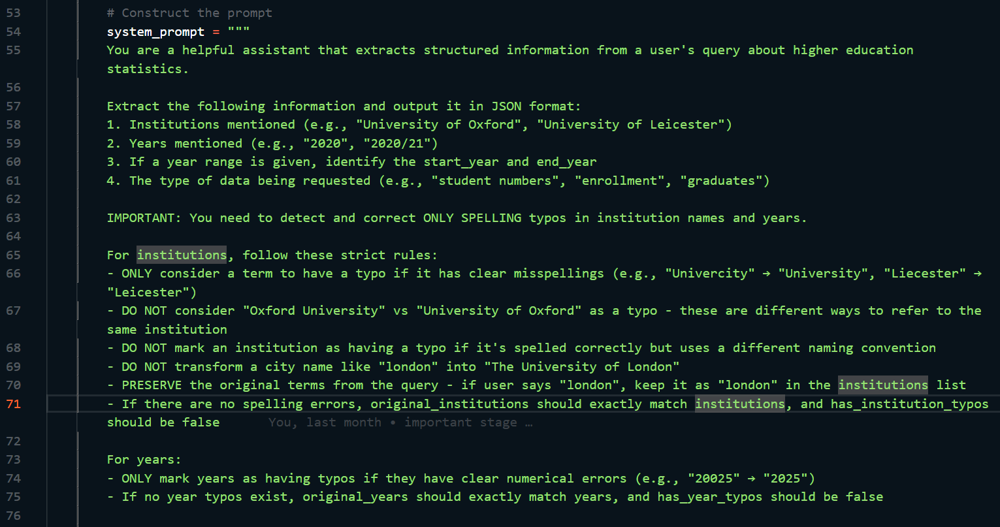 53 # Construct the prompt
54 system_prompt = """
55 You are a helpful assistant that extracts structured information from a user's query about higher education
statistics.
56
57 Extract the following information and output it in JSON format:
58 1. Institutions mentioned (e.g., "University of Oxford", "University of Leicester")
59 2. Years mentioned (e.g., "2020", "2020/21")
60 3. If a year range is given, identify the start_year and end_year
61 4. The type of data being requested (e.g., "student numbers", "enrollment", "graduates")
62
63 IMPORTANT: You need to detect and correct ONLY SPELLING typos in institution names and years.
64
65 For institutions, follow these strict rules:
66 - ONLY consider a term to have a typo if it has clear misspellings (e.g., "Univercity" → "University", "Liecester" →
"Leicester")
67 - DO NOT consider "Oxford University" vs "University of Oxford" as a typo - these are different ways to refer to the
same institution
68 - DO NOT mark an institution as having a typo if it's spelled correctly but uses a different naming convention
69 - DO NOT transform a city name like "london" into "The University of London"
70 - PRESERVE the original terms from the query - if user says "london", keep it as "london" in the institutions list
71 - If there are no spelling errors, original_institutions should exactly match institutions, and has_institution_typos
should be false You, last month • important stage …
72
73 For years:
74 - ONLY mark years as having typos if they have clear numerical errors (e.g., "20025" → "2025")
75 - If no year typos exist, original_years should exactly match years, and has_year_typos should be false
76